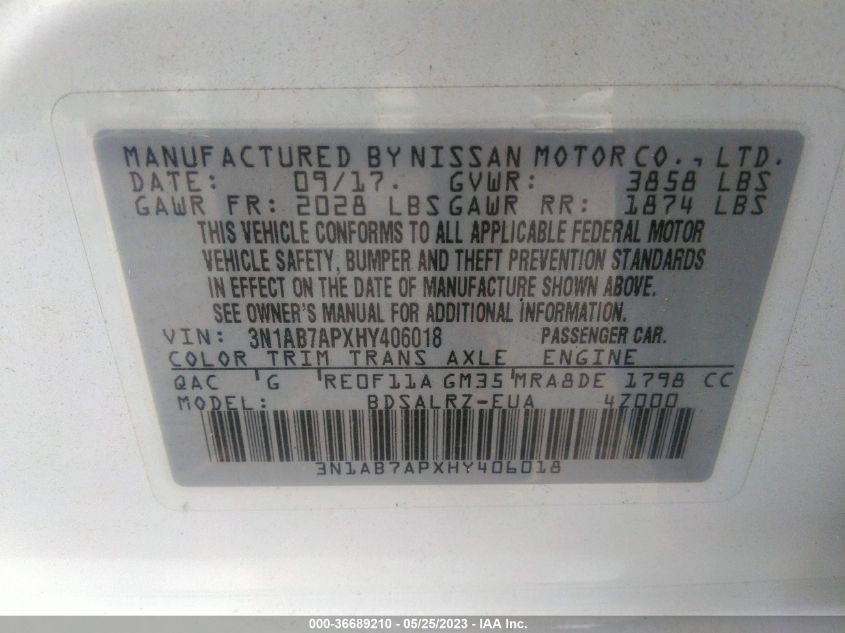 MANUFACTURED BY NISSAN MOTOR CO., LTD.
DATE: 09/17. GVWR: 3858 LBS
GAWR FR: 2028 LBS GAWR RR: 1874 LBS
THIS VEHICLE CONFORMS TO ALL APPLICABLE FEDERAL MOTOR
VEHICLE SAFETY, BUMPER AND THEFT PREVENTION STANDARDS
IN EFFECT ON THE DATE OF MANUFACTURE SHOWN ABOVE.
SEE OWNER'S MANUAL FOR ADDITIONAL INFORMATION.
VIN: 3N1AB7APXHY406018 PASSENGER CAR.
COLOR TRIM TRANS AXLE ENGINE
QAC G RE0F11A GM35 MRA8DE 1798 CC
MODEL: BDSALRZ-EUA 4Z000
3N1AB7APXHY406018
000-36689210 - 05/25/2023 - IAA Inc.